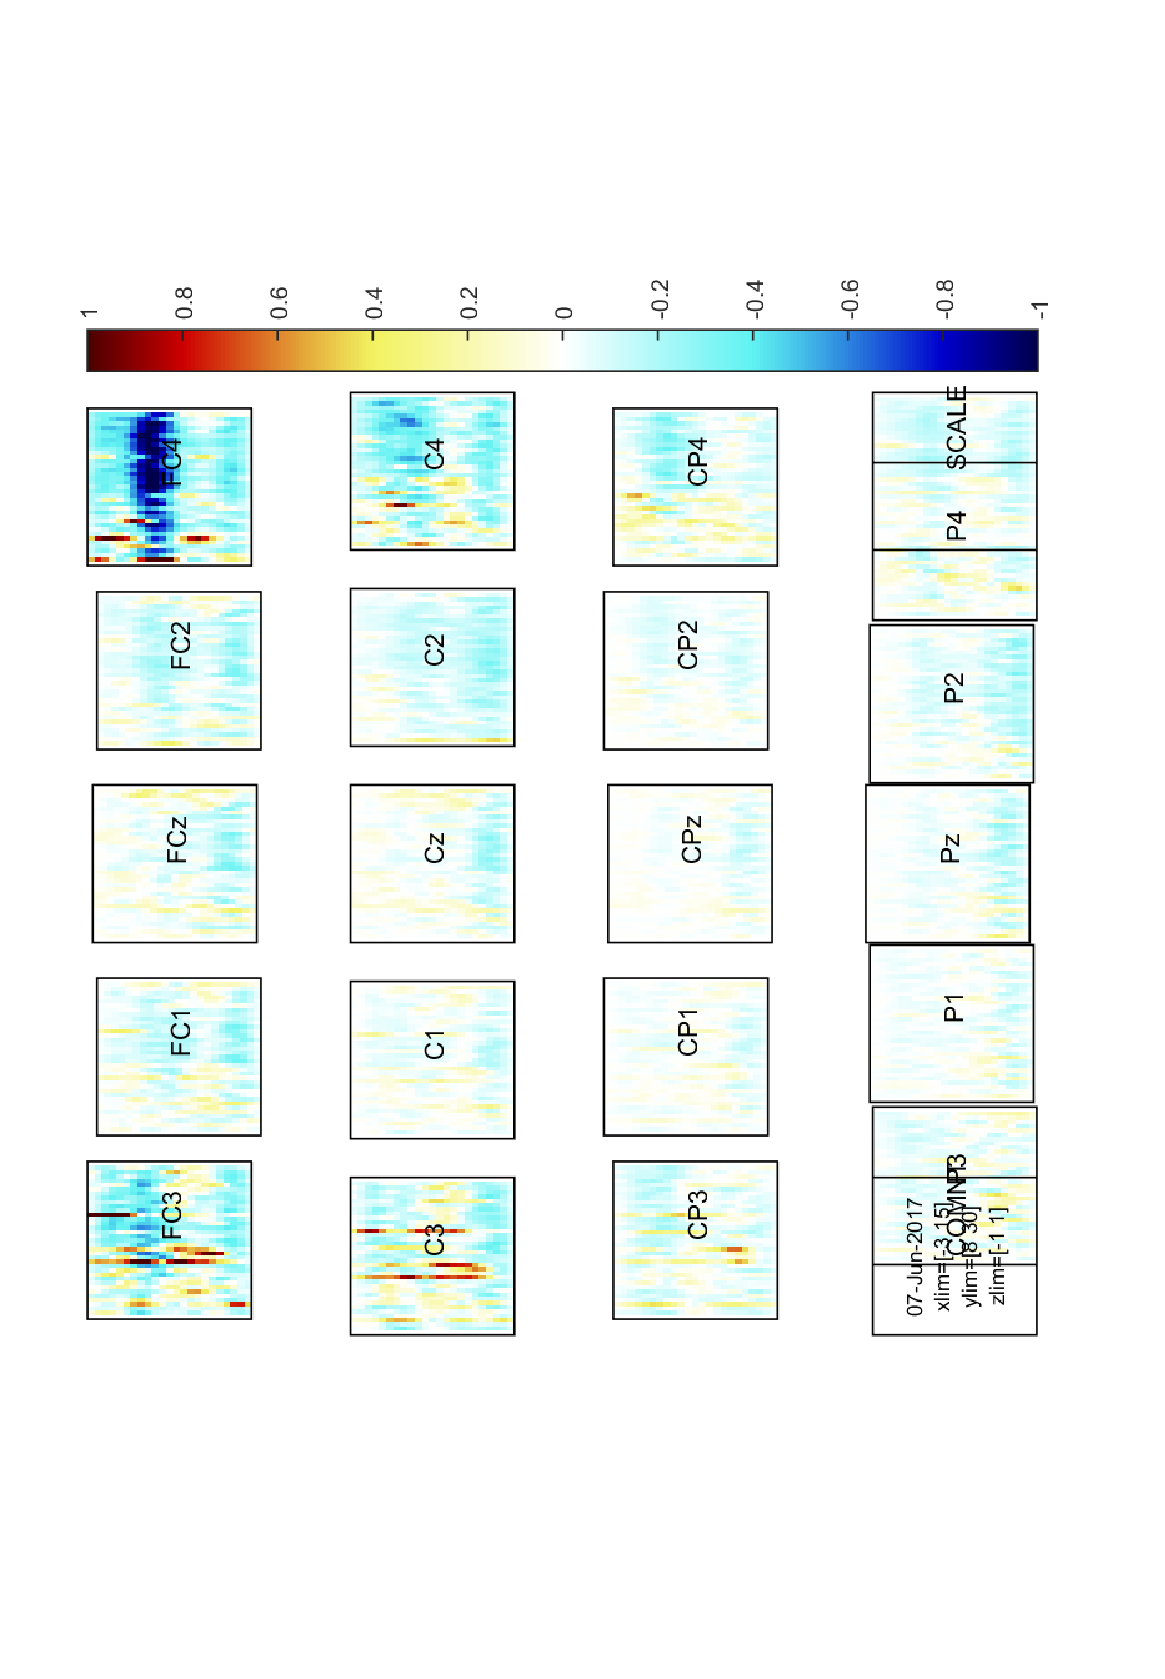 FC3
FC1
FCz
FC2
FC4
C3
C1
Cz
C2
C4
CP3
CP1
CPz
CP2
CP4
P3
P1
Pz
P2
P4
COMNT
07-Jun-2017
xlim=[-3 15]
ylim=[8 30]
zlim=[-1 1]
SCALE
1
0.8
0.6
0.4
0.2
0
-0.2
-0.4
-0.6
-0.8
-1